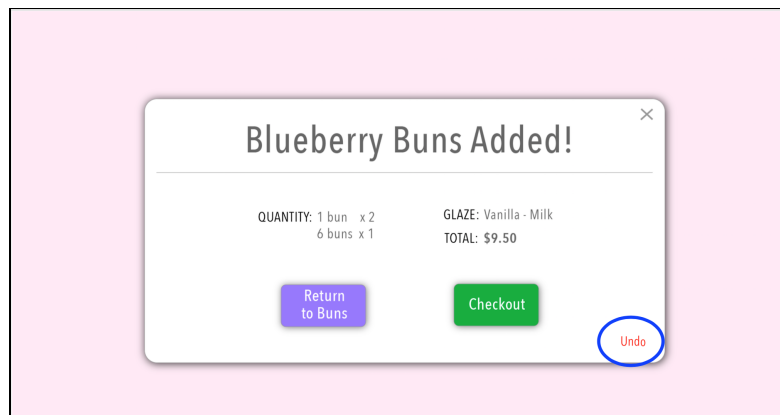 Blueberry Buns Added!
QUANTITY: 1 bun x 2
6 buns x 1
GLAZE: Vanilla - Milk
TOTAL: $9.50
Return
to Buns
Checkout
Undo